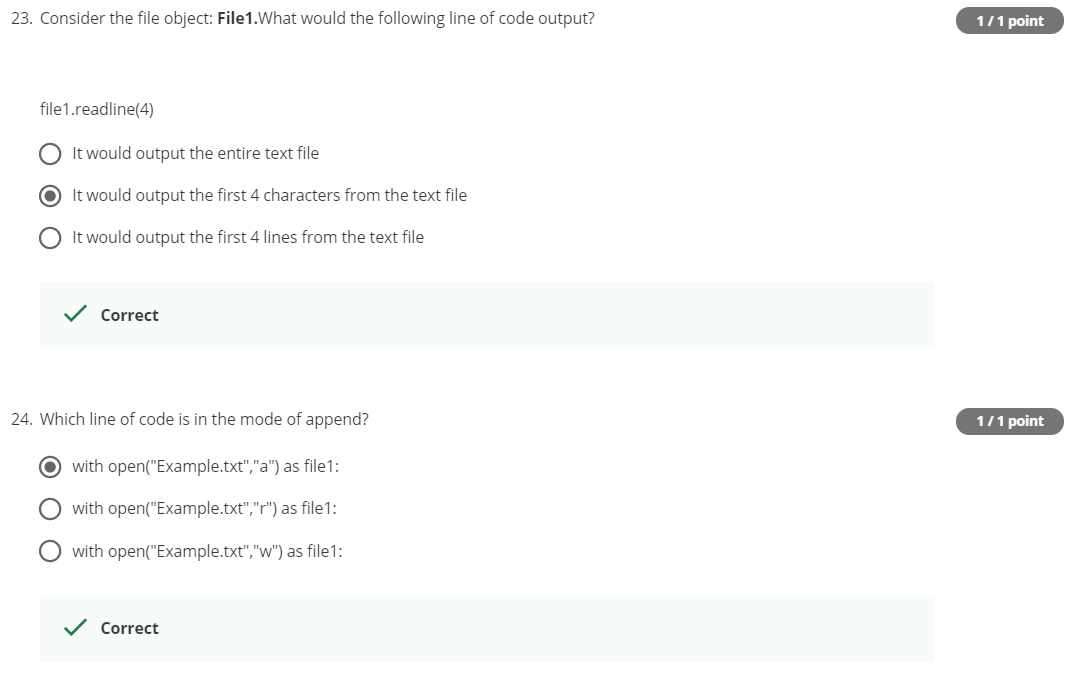 23. Consider the file object: File1.What would the following line of code output?
1 / 1 point
file1.readline(4)
It would output the entire text file
It would output the first 4 characters from the text file
It would output the first 4 lines from the text file
Correct
24. Which line of code is in the mode of append?
1 / 1 point
with open("Example.txt","a") as file1:
with open("Example.txt","r") as file1:
with open("Example.txt","w") as file1:
Correct